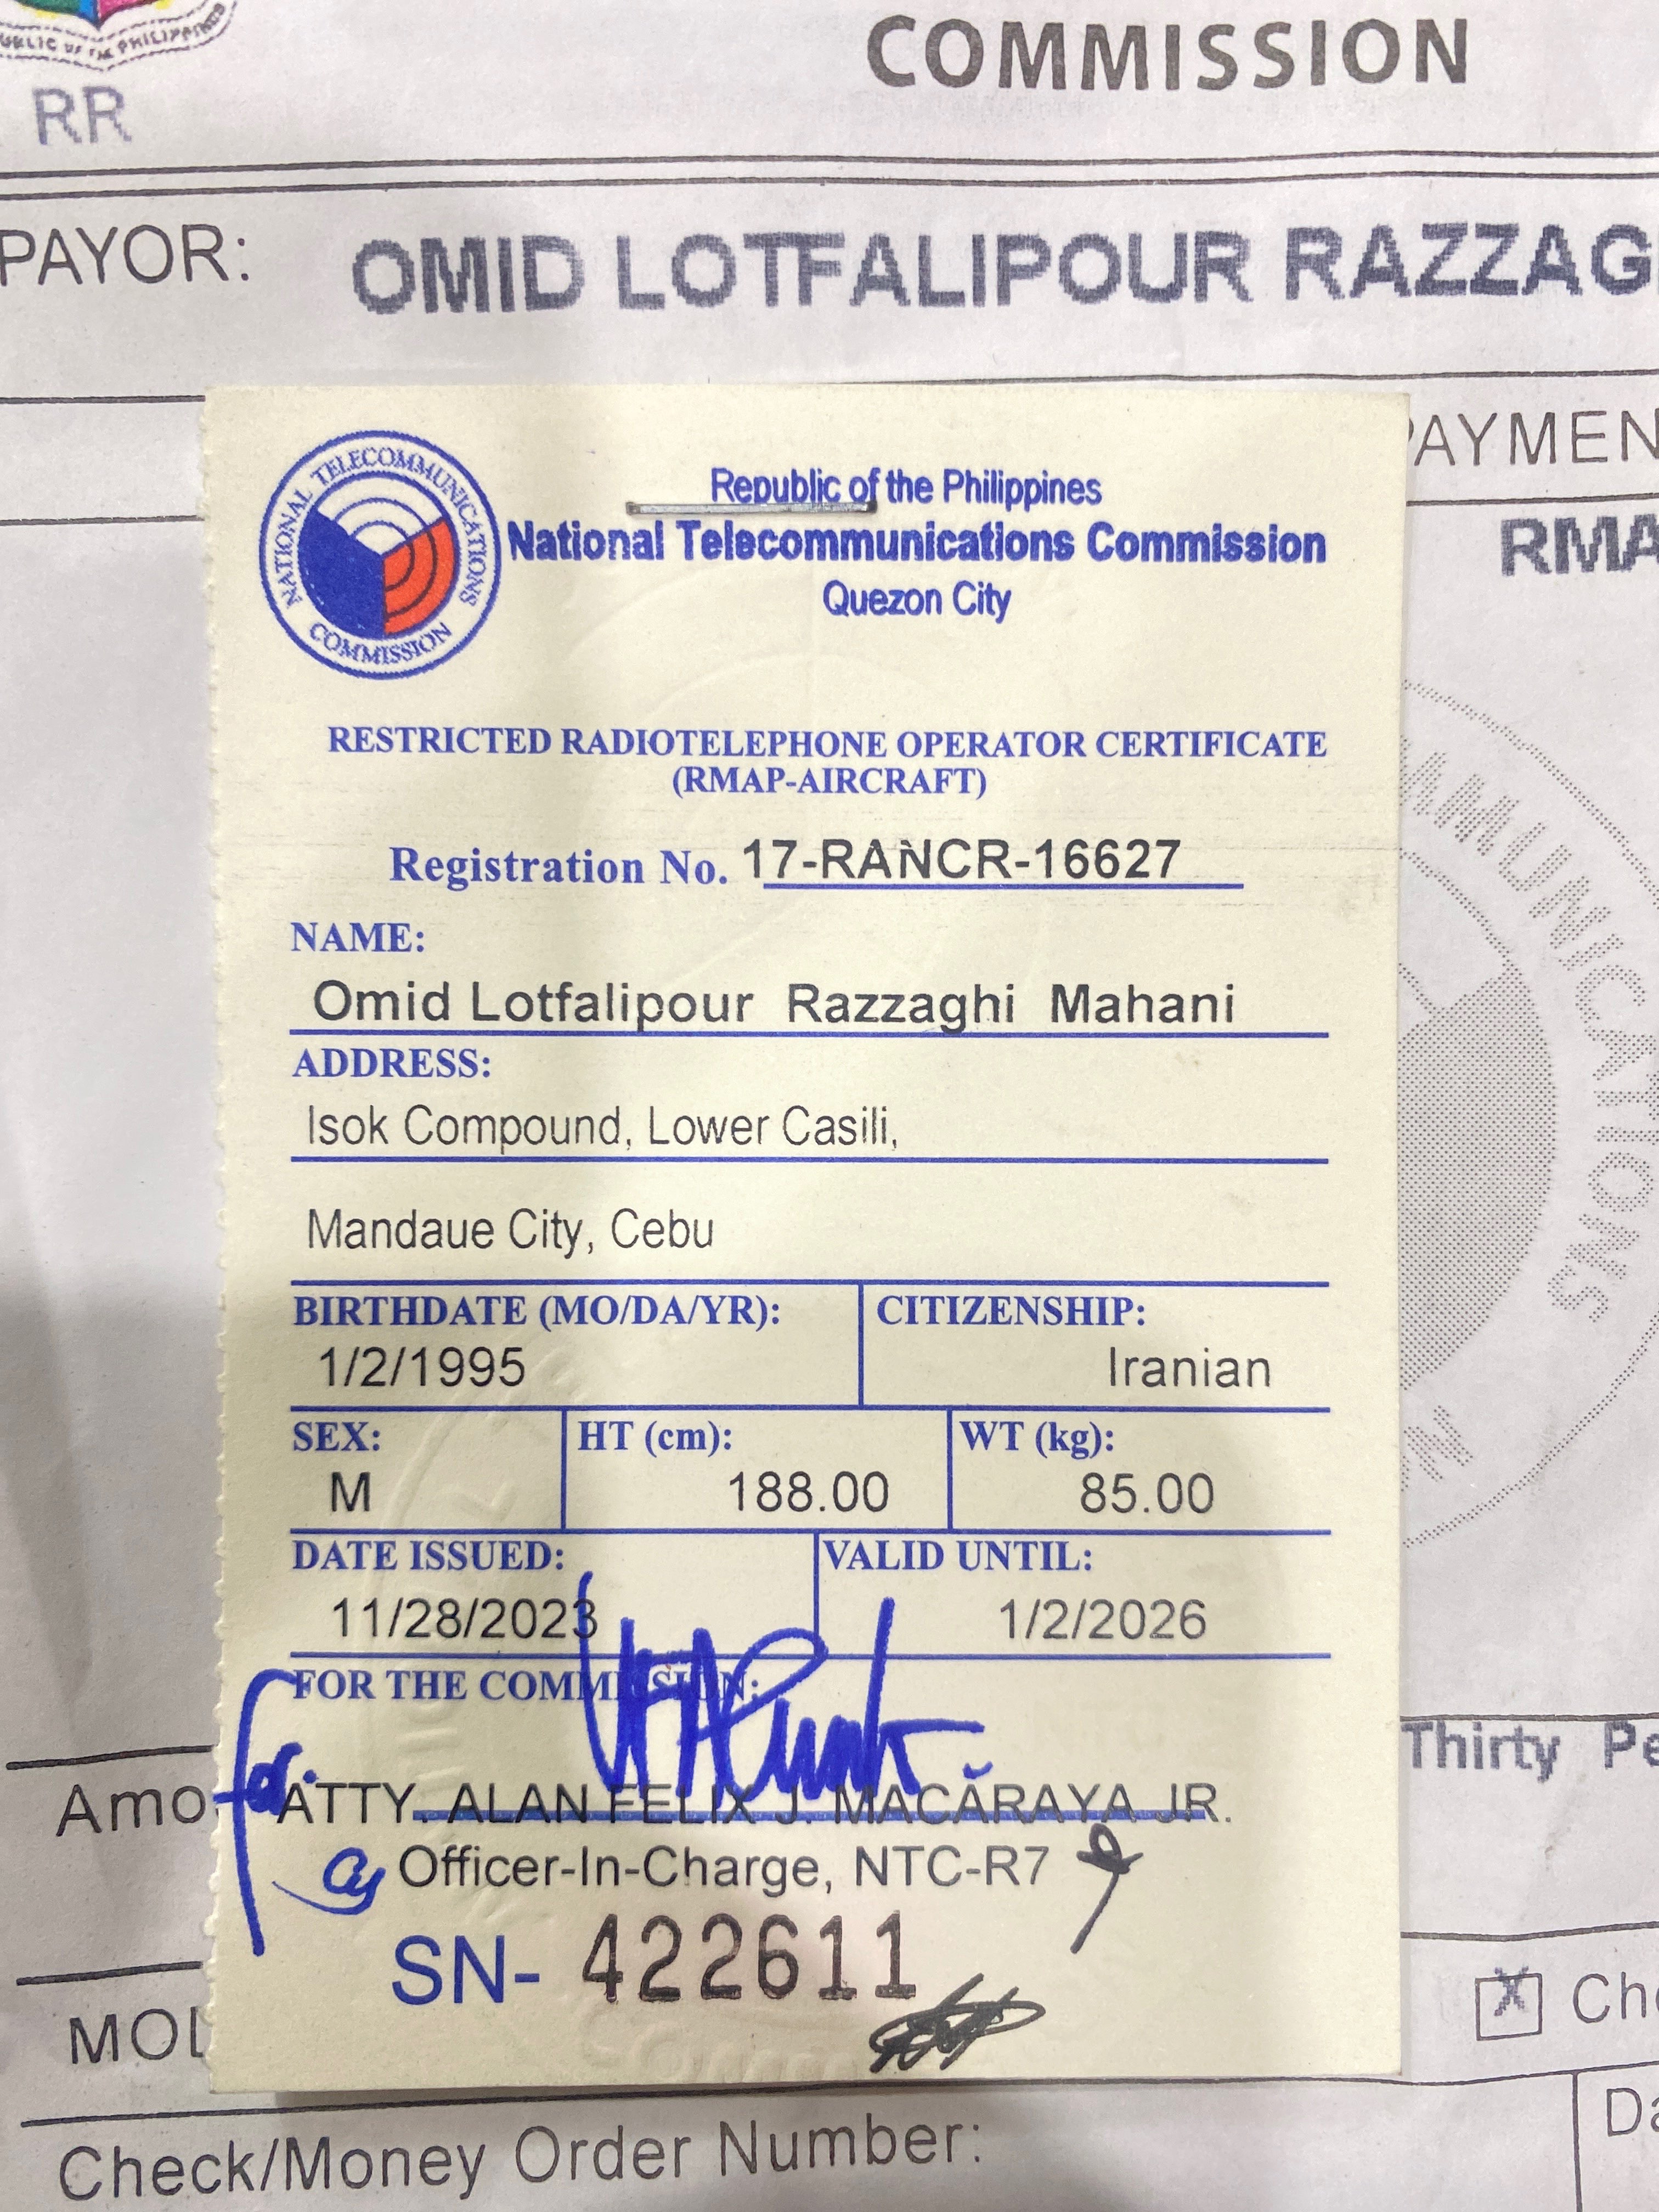 REPUBLIC OF THE PHILIPPINES
COMMISSION
RR
PAYOR: OMID LOTFALIPOUR RAZZAG
PAYMEN
RMA
NATIONAL TELECOMMUNICATIONS COMMISSION
Republic of the Philippines
National Telecommunications Commission
Quezon City
RESTRICTED RADIOTELEPHONE OPERATOR CERTIFICATE
(RMAP-AIRCRAFT)
Registration No. 17-RANCR-16627
NAME:
Omid Lotfalipour Razzaghi Mahani
ADDRESS:
Isok Compound, Lower Casili,
Mandaue City, Cebu
BIRTHDATE (MO/DA/YR): CITIZENSHIP:
1/2/1995 Iranian
SEX: HT (cm): WT (kg):
M 188.00 85.00
DATE ISSUED: VALID UNTIL:
11/28/2023 1/2/2026
FOR THE COMMISSION:
Thirty Pe
Amo
for:
ATTY. ALAN FELIX J. MACARAYA JR.
Officer-In-Charge, NTC-R7
SN- 422611
X Che
MOD
Check/Money Order Number:
Da